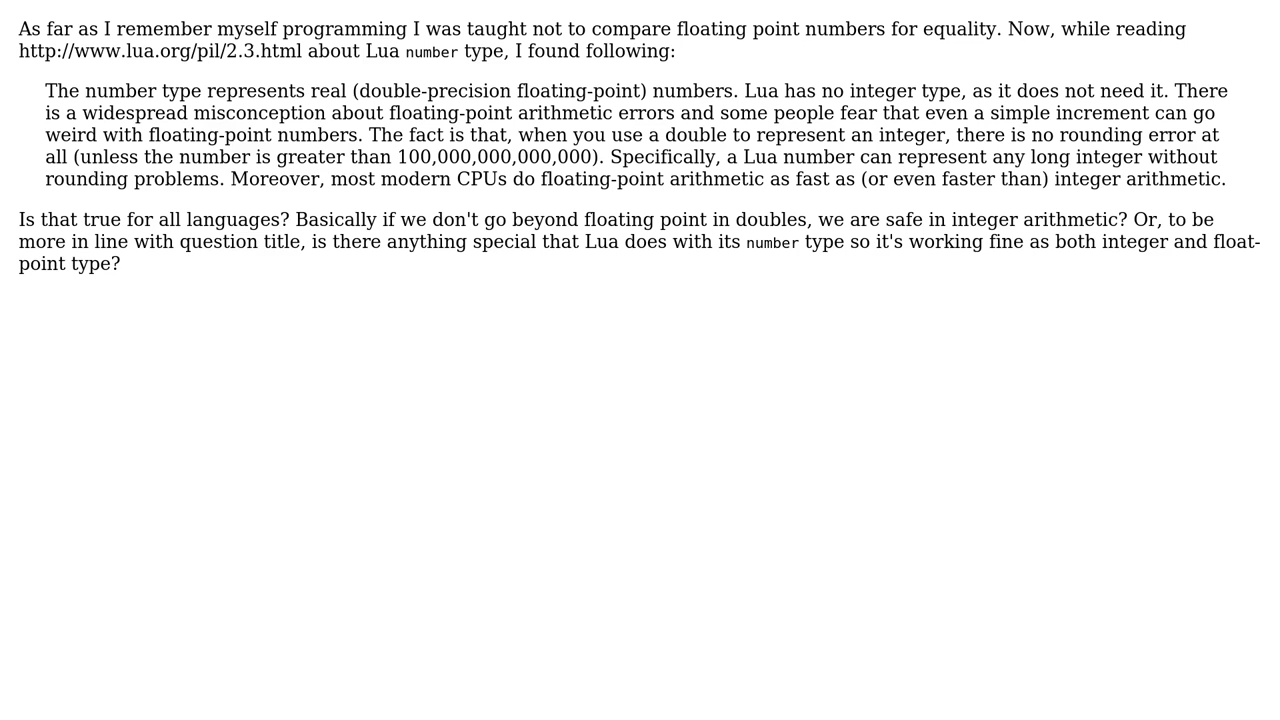 As far as I remember myself programming I was taught not to compare floating point numbers for equality. Now, while reading
http://www.lua.org/pil/2.3.html about Lua number type, I found following:
The number type represents real (double-precision floating-point) numbers. Lua has no integer type, as it does not need it. There
is a widespread misconception about floating-point arithmetic errors and some people fear that even a simple increment can go
weird with floating-point numbers. The fact is that, when you use a double to represent an integer, there is no rounding error at
all (unless the number is greater than 100,000,000,000,000). Specifically, a Lua number can represent any long integer without
rounding problems. Moreover, most modern CPUs do floating-point arithmetic as fast as (or even faster than) integer arithmetic.
Is that true for all languages? Basically if we don't go beyond floating point in doubles, we are safe in integer arithmetic? Or, to be
more in line with question title, is there anything special that Lua does with its number type so it's working fine as both integer and float-
point type?